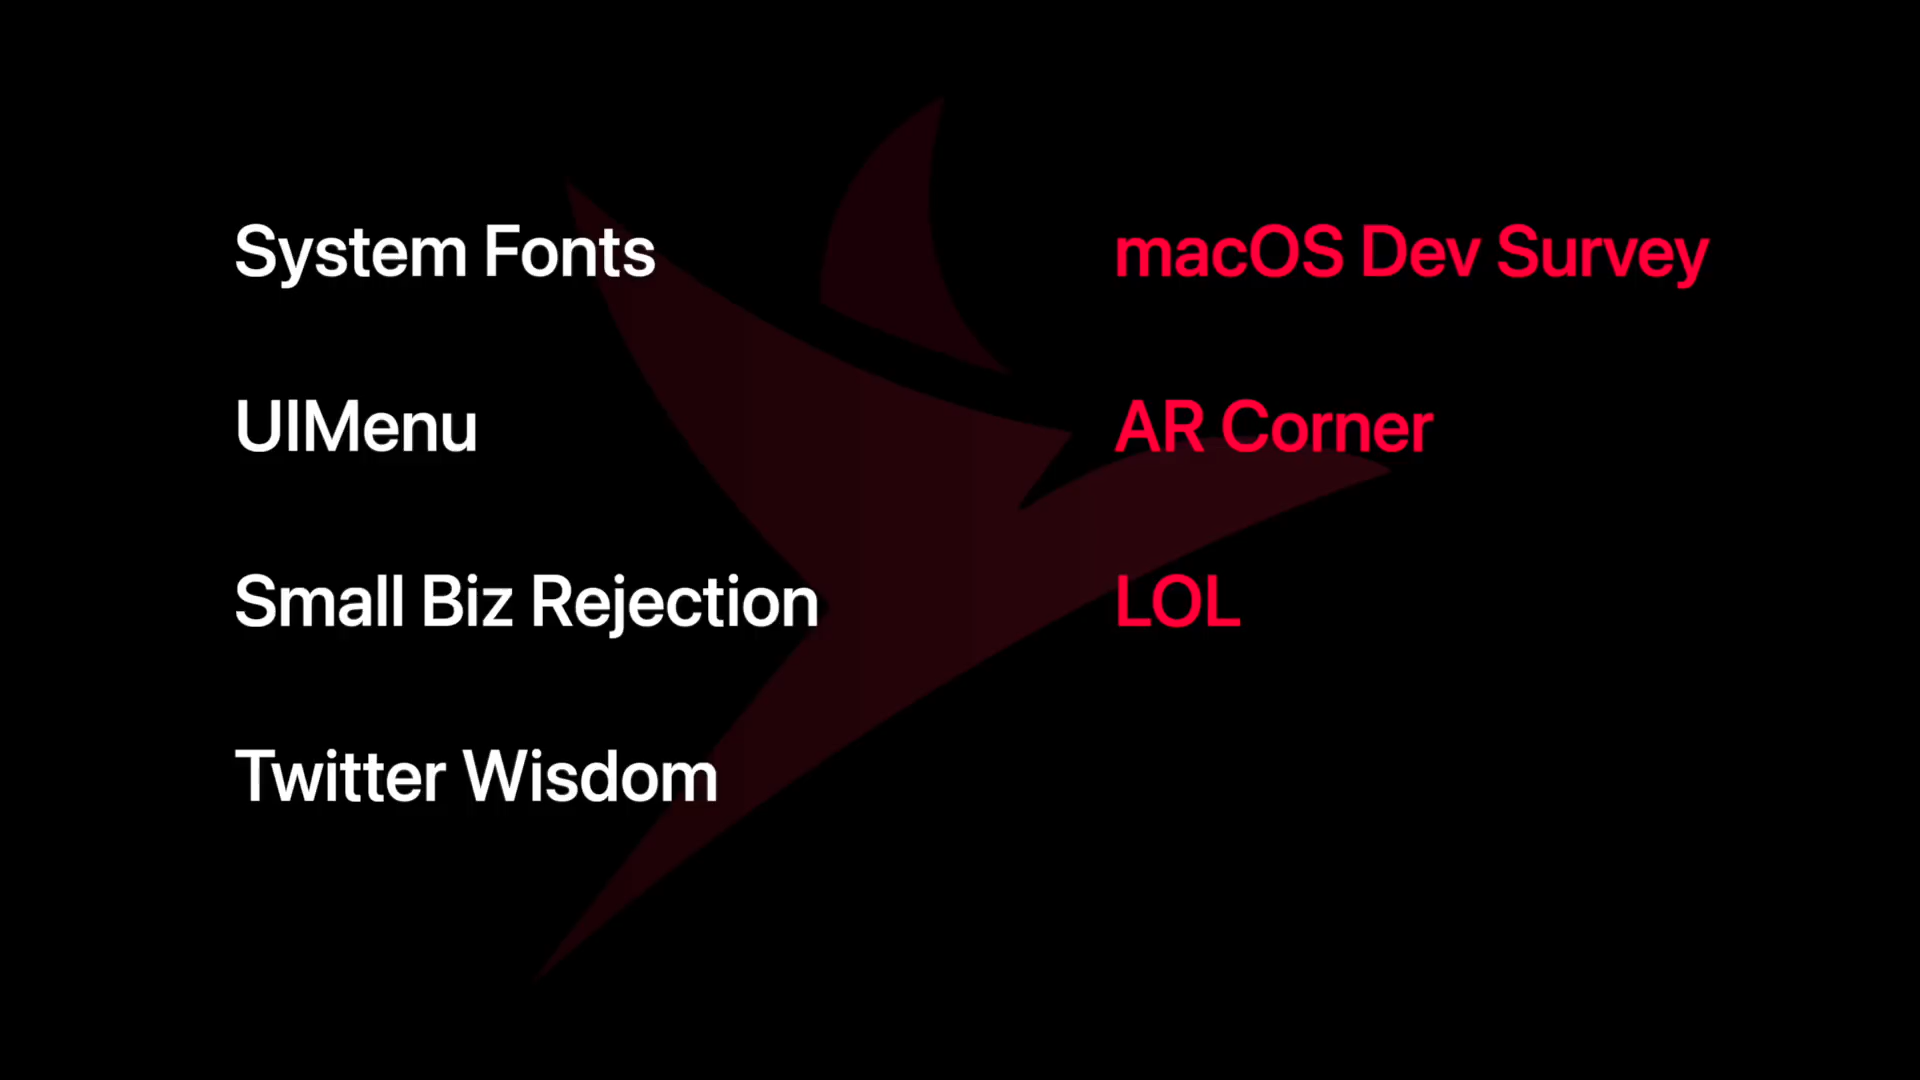 System Fonts
UIMenu
Small Biz Rejection
Twitter Wisdom
macOS Dev Survey
AR Corner
LOL